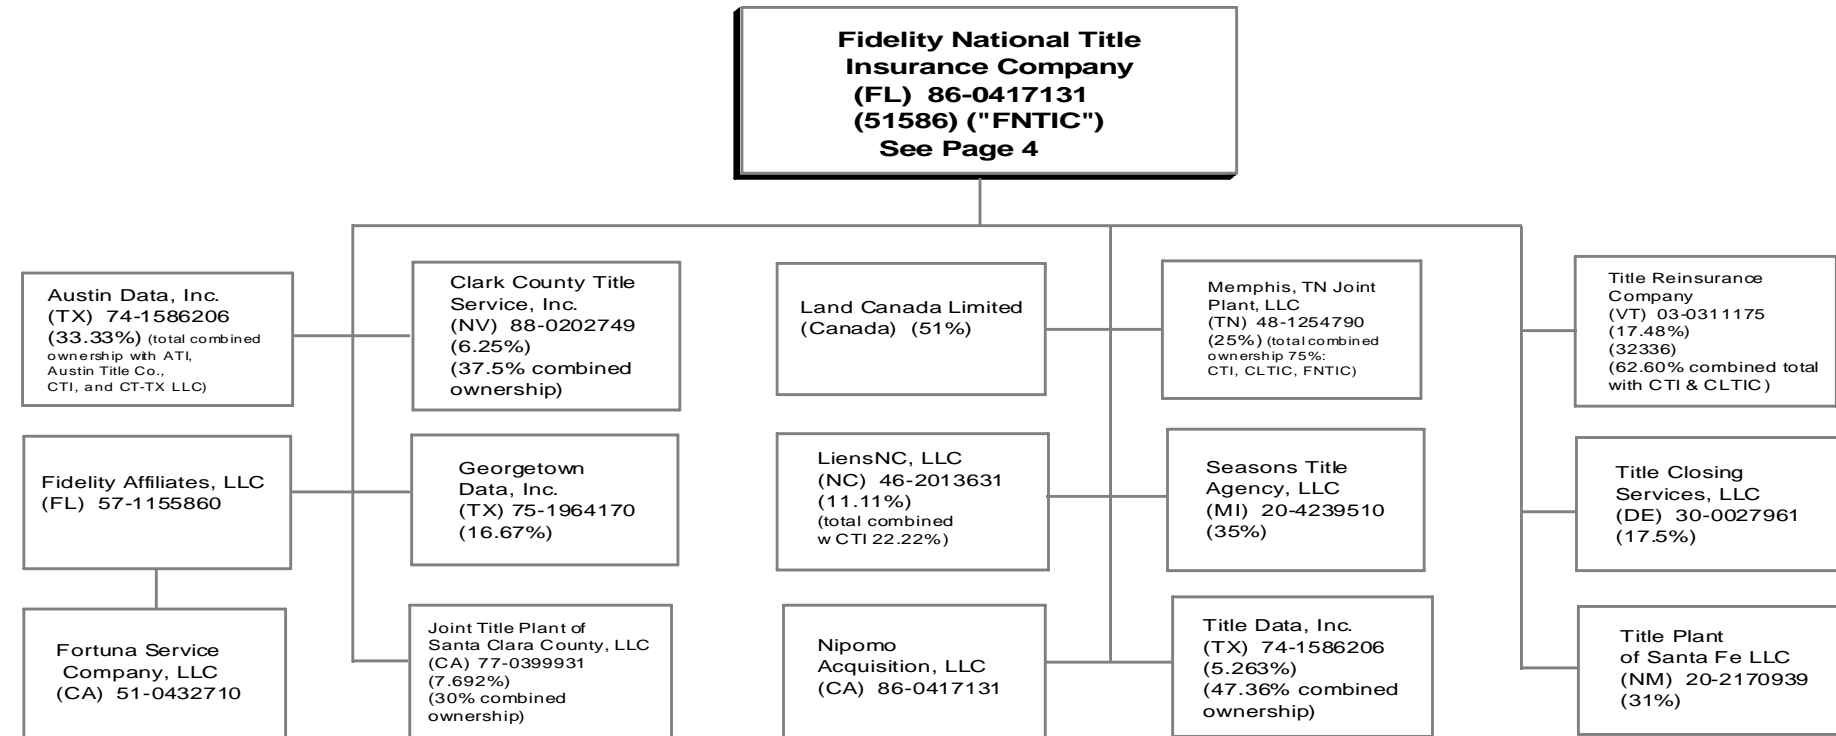 Fidelity National Title
Insurance Company
(FL) 86-0417131
(51586) ("FNTIC")
See Page 4
Austin Data, Inc.
(TX) 74-1586206
(33.33%) (total combined
ownership with ATI,
Austin Title Co.,
CTI, and CT-TX LLC)
Clark County Title
Service, Inc.
(NV) 88-0202749
(6.25%)
(37.5% combined
ownership)
Land Canada Limited
(Canada) (51%)
Memphis, TN Joint
Plant, LLC
(TN) 48-1254790
(25%) (total combined
ownership 75%:
CTI, CLTIC, FNTIC)
Title Reinsurance
Company
(VT) 03-0311175
(17.48%)
(32336)
(62.60% combined total
with CTI & CLTIC)
Fidelity Affiliates, LLC
(FL) 57-1155860
Georgetown
Data, Inc.
(TX) 75-1964170
(16.67%)
LiensNC, LLC
(NC) 46-2013631
(11.11%)
(total combined
w CTI 22.22%)
Seasons Title
Agency, LLC
(MI) 20-4239510
(35%)
Title Closing
Services, LLC
(DE) 30-0027961
(17.5%)
Fortuna Service
Company, LLC
(CA) 51-0432710
Joint Title Plant of
Santa Clara County, LLC
(CA) 77-0399931
(7.692%)
(30% combined
ownership)
Nipomo
Acquisition, LLC
(CA) 86-0417131
Title Data, Inc.
(TX) 74-1586206
(5.263%)
(47.36% combined
ownership)
Title Plant
of Santa Fe LLC
(NM) 20-2170939
(31%)